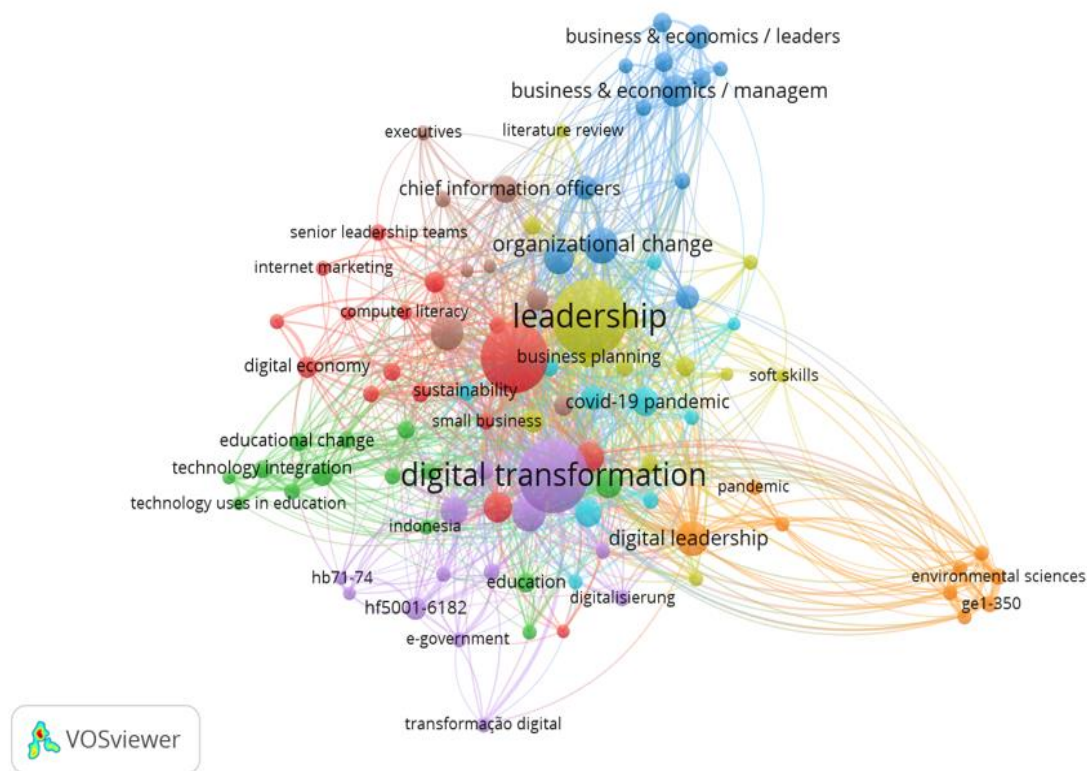 business & economics / leaders
business & economics / managem
executives
literature review
chief information officers
senior leadership teams
organizational change
internet marketing
computer literacy
leadership
business planning
digital economy
soft skills
sustainability
covid-19 pandemic
small business
educational change
technology integration
digital transformation
pandemic
technology uses in education
indonesia
digital leadership
hb71-74
education
environmental sciences
hf5001-6182
digitalisierung
ge1-350
e-government
transformação digital
VOSviewer